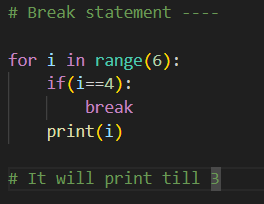 # Break statement ----
for i in range(6):
    if(i==4):
        break
    print(i)
# It will print till 3